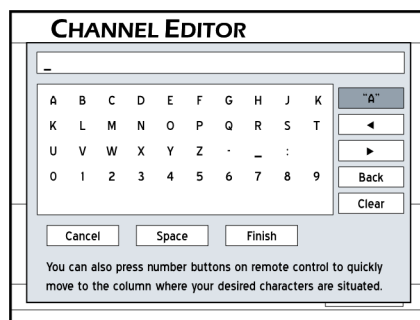 CHANNEL EDITOR
_
A B C D E F G H J K "A"
K L M N O P Q R S T ◄
U V W X Y Z - _ : ►
0 1 2 3 4 5 6 7 8 9 Back
Clear
Cancel Space Finish
You can also press number buttons on remote control to quickly
move to the column where your desired characters are situated.